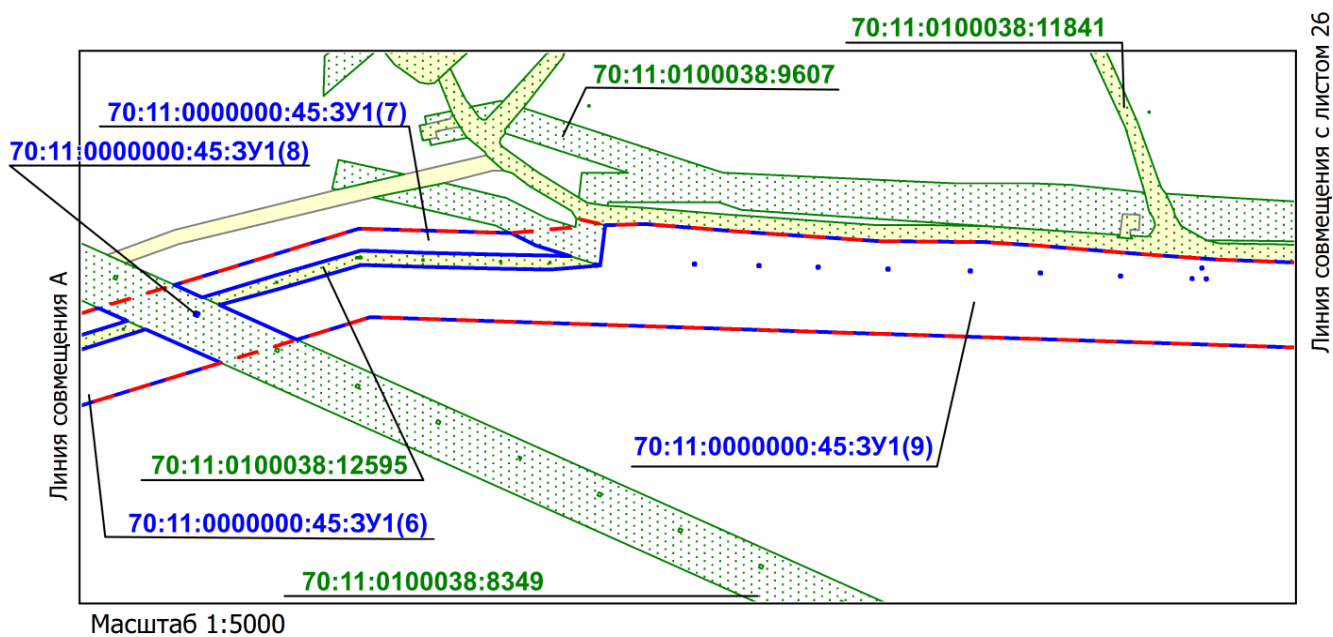 70:11:0100038:11841
70:11:0100038:9607
70:11:0000000:45:ЗУ1(7)
70:11:0000000:45:ЗУ1(8)
Линия совмещения с листом 26
Линия совмещения А
70:11:0000000:45:ЗУ1(9)
70:11:0100038:12595
70:11:0000000:45:ЗУ1(6)
70:11:0100038:8349
Масштаб 1:5000